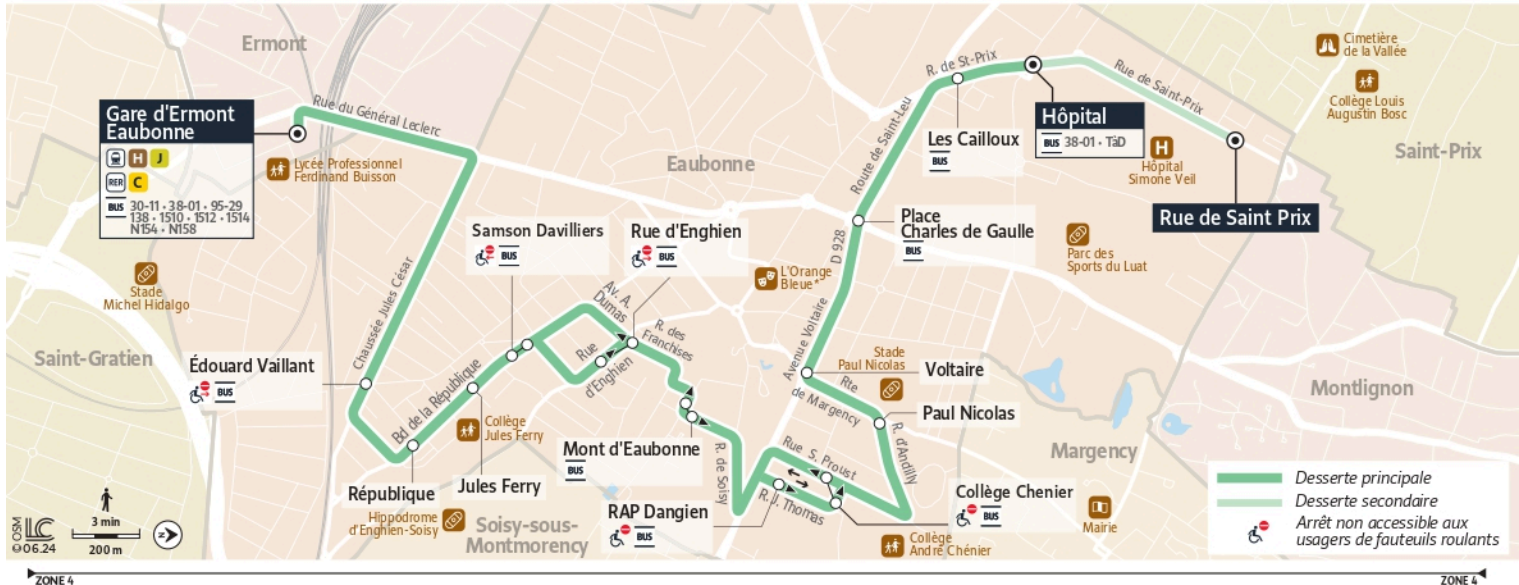 Ermont
Gare d'Ermont
Eaubonne
H J
RER C
BUS 30-11 • 38-01 • 95-29
138 • 1510 • 1512 • 1514
N154 • N158
Rue du Général Leclerc
Lycée Professionnel
Ferdinand Buisson
Stade
Michel Hidalgo
Saint-Gratien
Chaussée Jules César
Édouard Vaillant
BUS
Bd de la République
République
Jules Ferry
Collège
Jules Ferry
Hippodrome
d'Enghien-Soisy
Samson Davilliers
BUS
Rue d'Enghien
BUS
Av. A.
Dumas
Rue
d'Enghien
R. des
Franchises
Eaubonne
L'Orange
Bleue*
Mont d'Eaubonne
BUS
Soisy-sous-
Montmorency
R. de Soisy
RAP Dangien
BUS
Rue S. Proust
R. J. Thomas
Collège Chenier
BUS
Collège
André Chénier
R. d'Andilly
Paul Nicolas
Stade
Paul Nicolas
Rte
de Margency
Voltaire
Avenue Voltaire
D 928
Place
Charles de Gaulle
BUS
Route de Saint-Leu
R. de St-Prix
Les Cailloux
BUS
Hôpital
BUS 38-01 • TàD
Rue de Saint-Prix
H
Hôpital
Simone Veil
Rue de Saint Prix
Parc des
Sports du Luat
Cimetière
de la Vallée
Collège Louis
Augustin Bosc
Saint-Prix
Montlignon
Margency
Mairie
Desserte principale
Desserte secondaire
Arrêt non accessible aux
usagers de fauteuils roulants
© OSM
LC
06.24
3 min
200 m
N
ZONE 4
ZONE 4